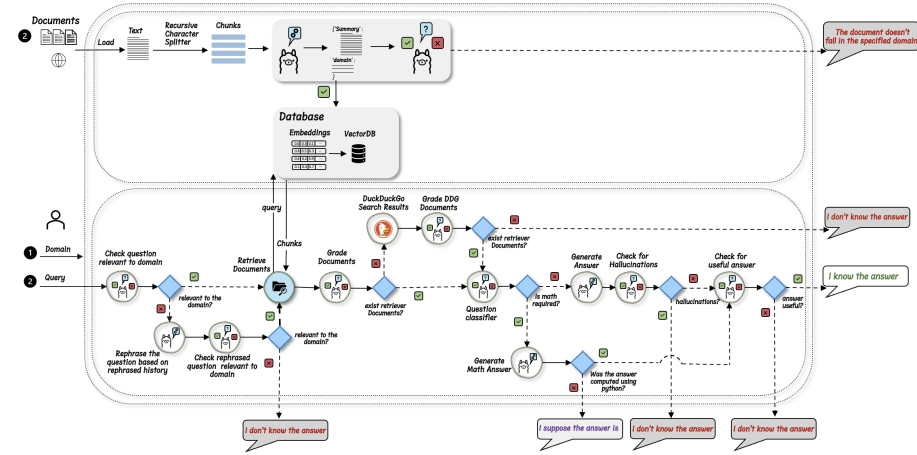 Documents
2
Load
Text
Recursive
Character
Splitter
Chunks
{"Summary":
'domain':
}
The document doesn't
fall in the specified domain
Database
Embeddings
VectorDB
query
Chunks
1
Domain
2
Query
Check question
relevant to domain
relevant to the
domain?
Rephrase the
question based on
rephrased history
Check rephrased
question relevant to
domain
relevant to the
domain?
I don't know the answer
Retrieve
Documents
Grade
Documents
exist retriever
Documents?
DuckDuckGo
Search Results
Grade DDG
Documents
exist retriever
Documents?
I don't know the answer
Question
classifier
is math
required?
Generate
Answer
Check for
Hallucinations
hallucinations?
Check for
useful answer
answer
useful?
I know the answer
Generate
Math Answer
Was the answer
computed using
python?
I suppose the answer is
I don't know the answer
I don't know the answer